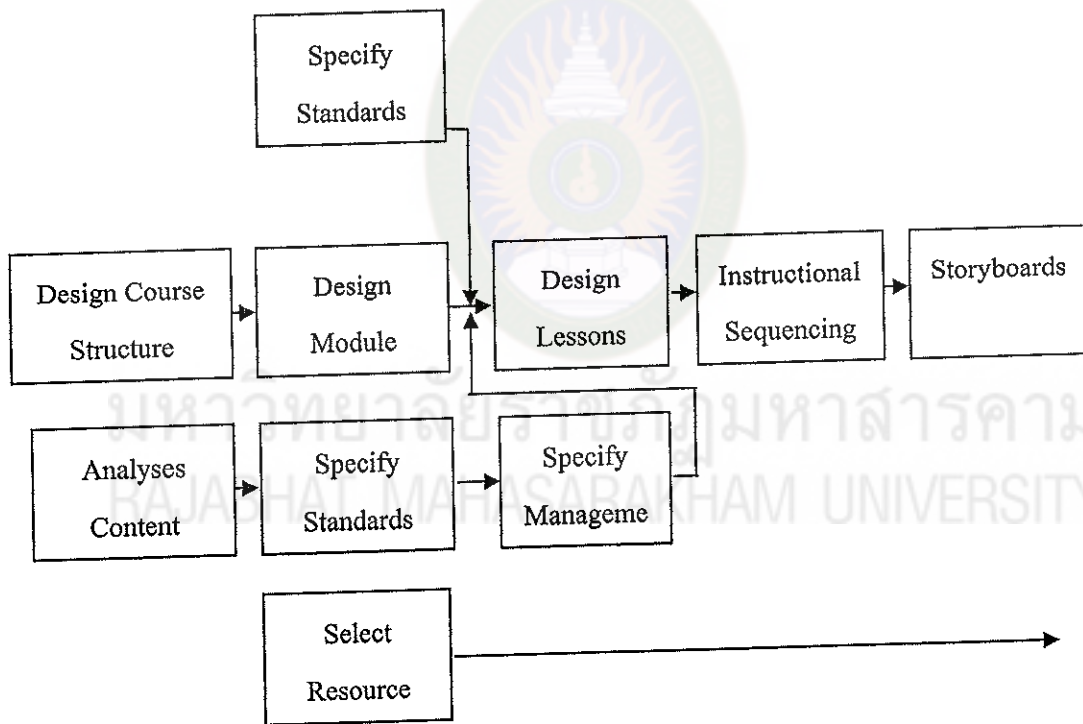 Specify
Standards
Design Course
Structure
Design
Module
Design
Lessons
Instructional
Sequencing
Storyboards
Analyses
Content
Specify
Standards
Specify
Manageme
มหาวิทยาลัยราชภัฏมหาสารคาม
RAJABHAT MAHASARAKHAM UNIVERSITY
Select
Resource